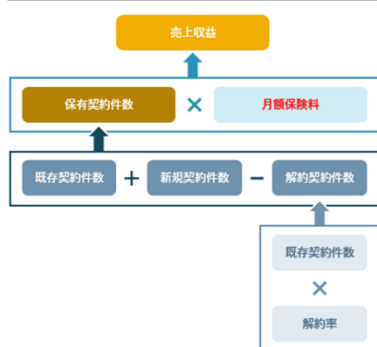 売上収益
保有契約件数 × 月額保険料
既存契約件数 + 新規契約件数 − 解約契約件数
既存契約件数
×
解約率